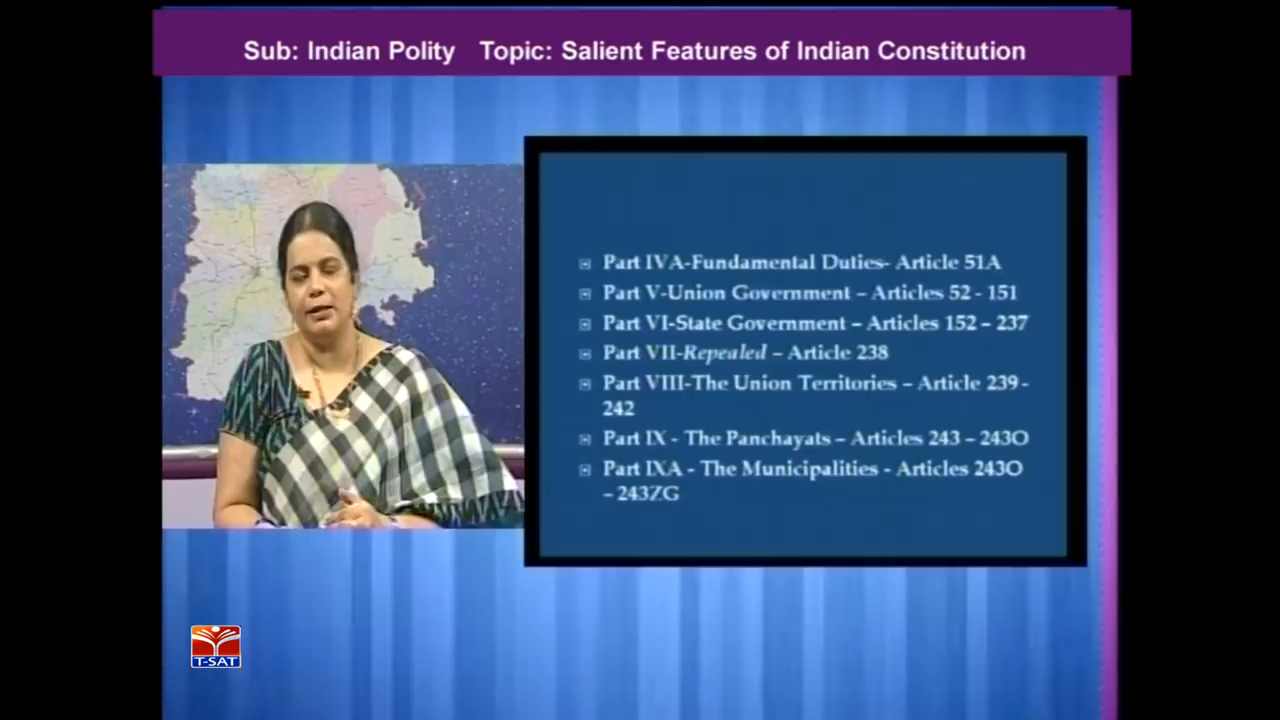 Sub: Indian Polity Topic: Salient Features of Indian Constitution
Part IVA-Fundamental Duties- Article 51A
Part V-Union Government – Articles 52 - 151
Part VI-State Government – Articles 152 – 237
Part VII-Repealed – Article 238
Part VIII-The Union Territories – Article 239 -
242
Part IX - The Panchayats – Articles 243 – 243O
Part IXA - The Municipalities - Articles 243O
– 243ZG
T-SAT